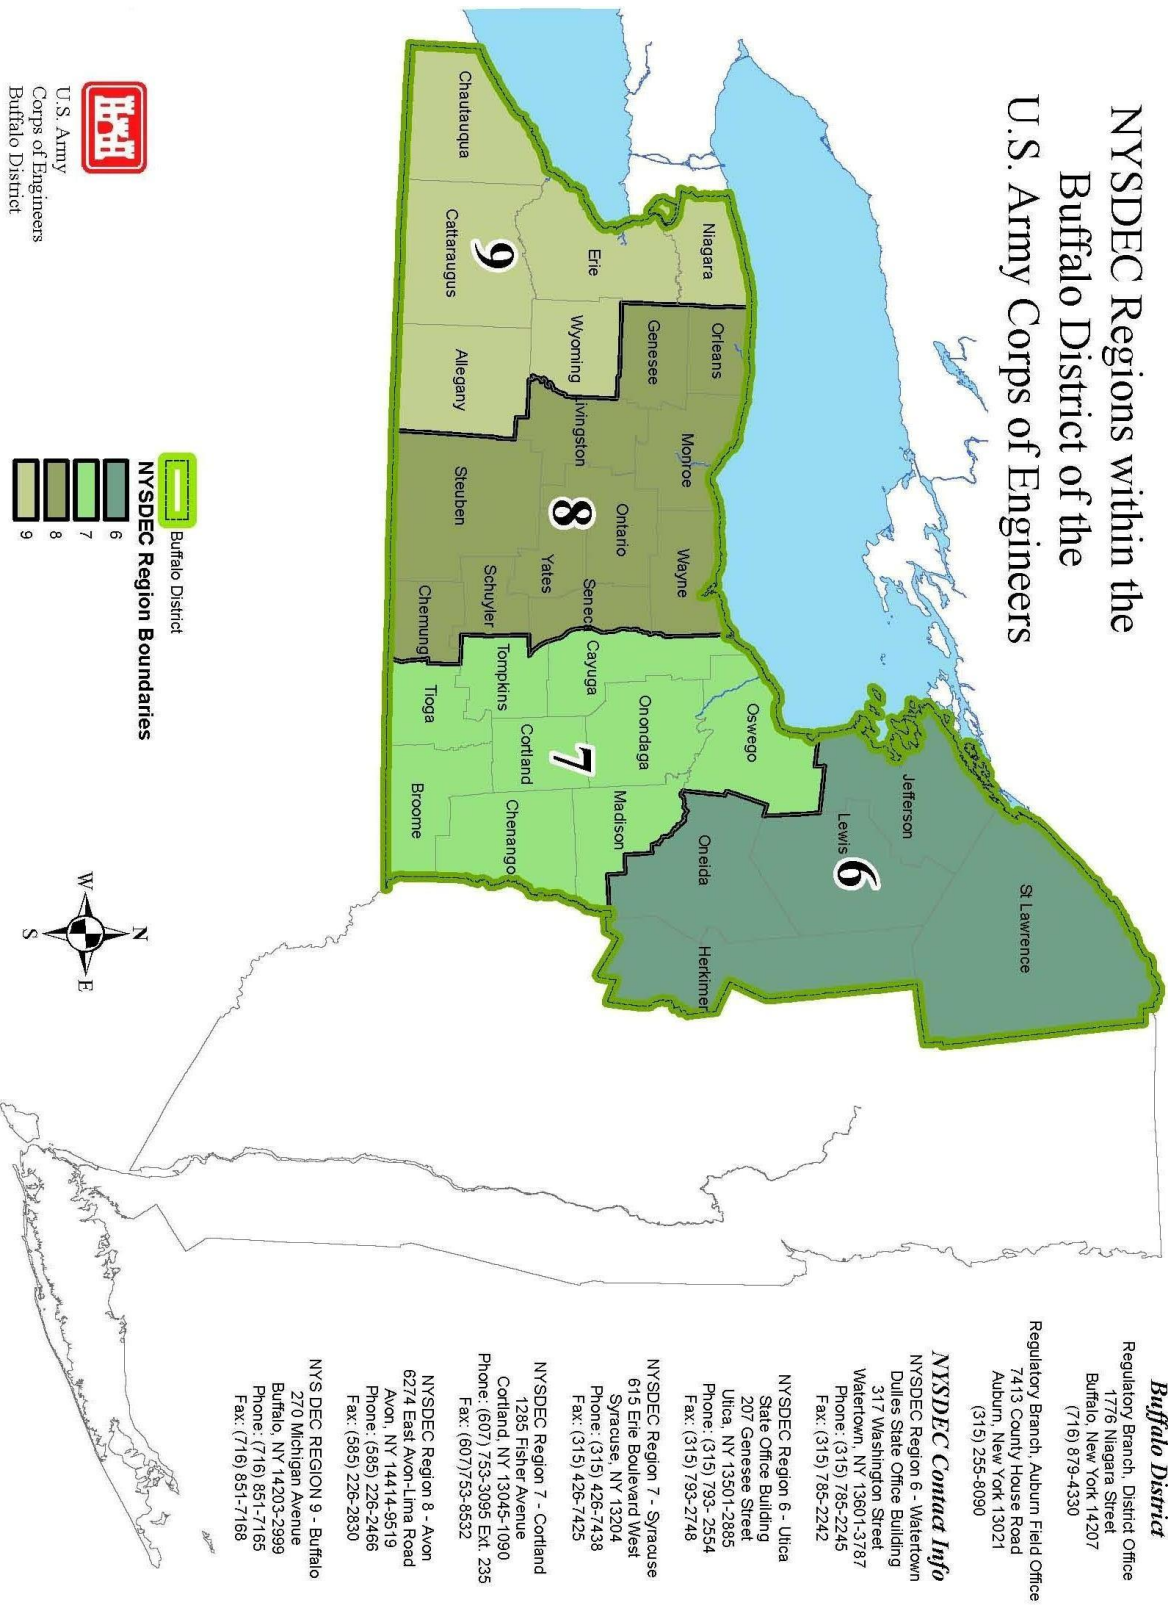 NYSDEC Regions within the
Buffalo District of the
U.S. Army Corps of Engineers
Buffalo District
Regulatory Branch, District Office
1776 Niagara Street
Buffalo, New York 14207
(716) 879-4330
Regulatory Branch, Auburn Field Office
7413 County House Road
Auburn, New York 13021
(315) 255-8090
NYSDEC Contact Info
NYSDEC Region 6 - Watertown
Dulles State Office Building
317 Washington Street
Watertown, NY 13601-3787
Phone: (315) 785-2245
Fax: (315) 785-2242
NYSDEC Region 6 - Utica
State Office Building
207 Genesee Street
Utica, NY 13501-2885
Phone: (315) 793-2554
Fax: (315) 793-2748
NYSDEC Region 7 - Syracuse
615 Erie Boulevard West
Syracuse, NY 13204
Phone: (315) 426-7438
Fax: (315) 426-7425
NYSDEC Region 7 - Cortland
1285 Fisher Avenue
Cortland, NY 13045-1090
Phone: (607) 753-3095 Ext. 235
Fax: (607)753-8532
NYSDEC Region 8 - Avon
6274 East Avon-Lima Road
Avon, NY 14414-9519
Phone: (585) 226-2466
Fax: (585) 226-2830
NYS DEC REGION 9 - Buffalo
270 Michigan Avenue
Buffalo, NY 14203-2999
Phone: (716) 851-7165
Fax: (716) 851-7168
St Lawrence
Jefferson
Lewis
6
Oneida
Herkimer
Oswego
Onondaga
Madison
Cayuga
7
Cortland
Chenango
Tompkins
Tioga
Broome
Niagara
Orleans
Genesee
Monroe
Wayne
Ontario
Livingston
8
Seneca
Yates
Schuyler
Steuben
Chemung
Erie
Wyoming
9
Chautauqua
Cattaraugus
Allegany
U.S. Army
Corps of Engineers
Buffalo District
Buffalo District
NYSDEC Region Boundaries
6
7
8
9
N
W
E
S